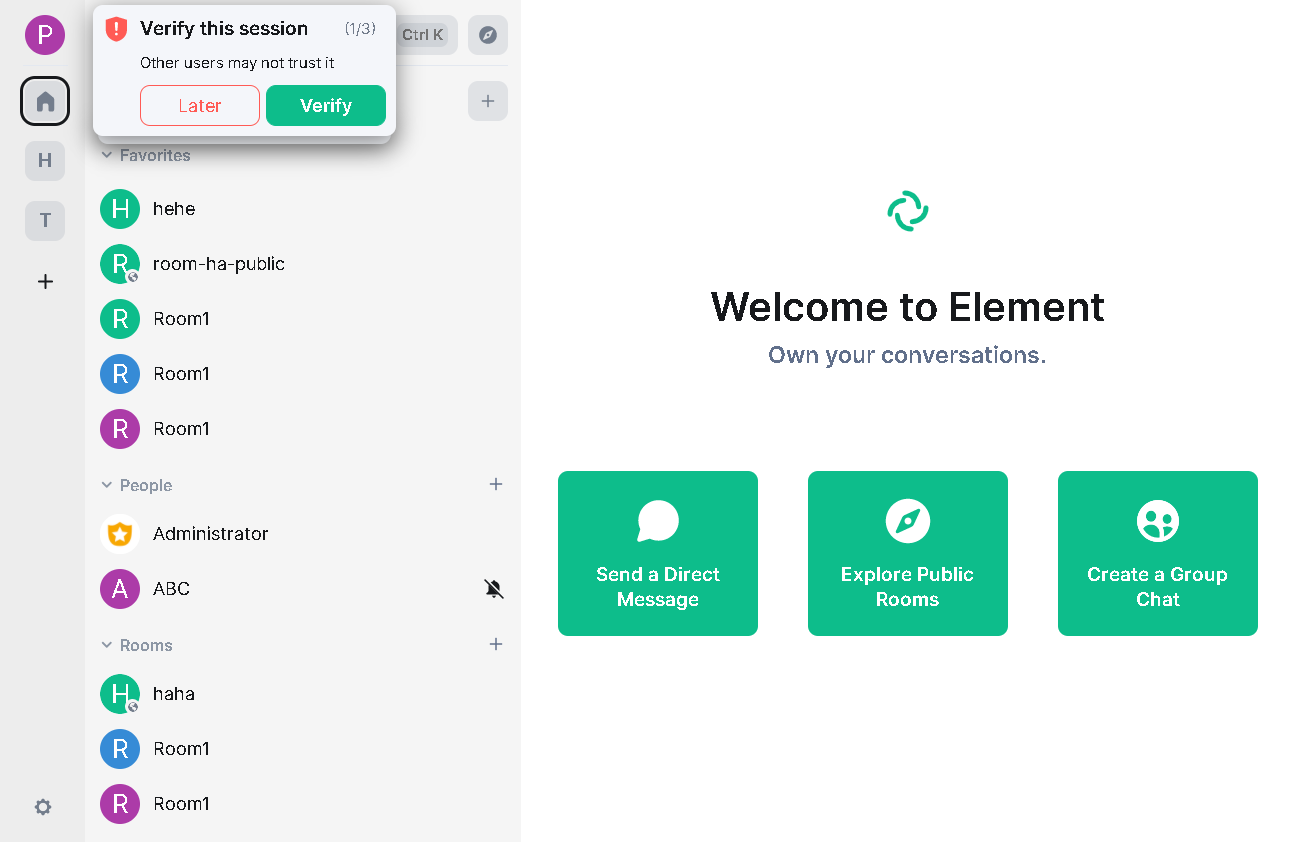 P
Verify this session (1/3)
Other users may not trust it
Later
Verify
Ctrl K
H
T
Favorites
H hehe
R room-ha-public
R Room1
R Room1
R Room1
People
Administrator
A ABC
Rooms
H haha
R Room1
R Room1
Welcome to Element
Own your conversations.
Send a Direct
Message
Explore Public
Rooms
Create a Group
Chat